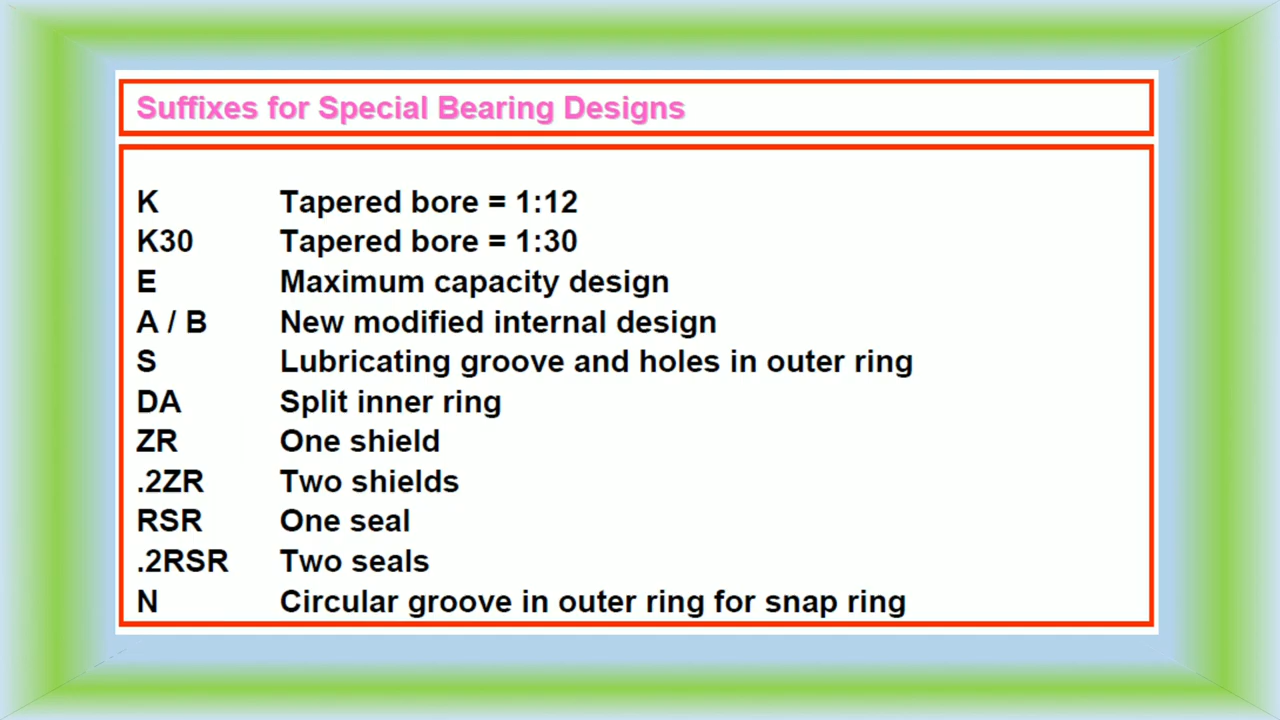 Suffixes for Special Bearing Designs
K Tapered bore = 1:12
K30 Tapered bore = 1:30
E Maximum capacity design
A / B New modified internal design
S Lubricating groove and holes in outer ring
DA Split inner ring
ZR One shield
.2ZR Two shields
RSR One seal
.2RSR Two seals
N Circular groove in outer ring for snap ring